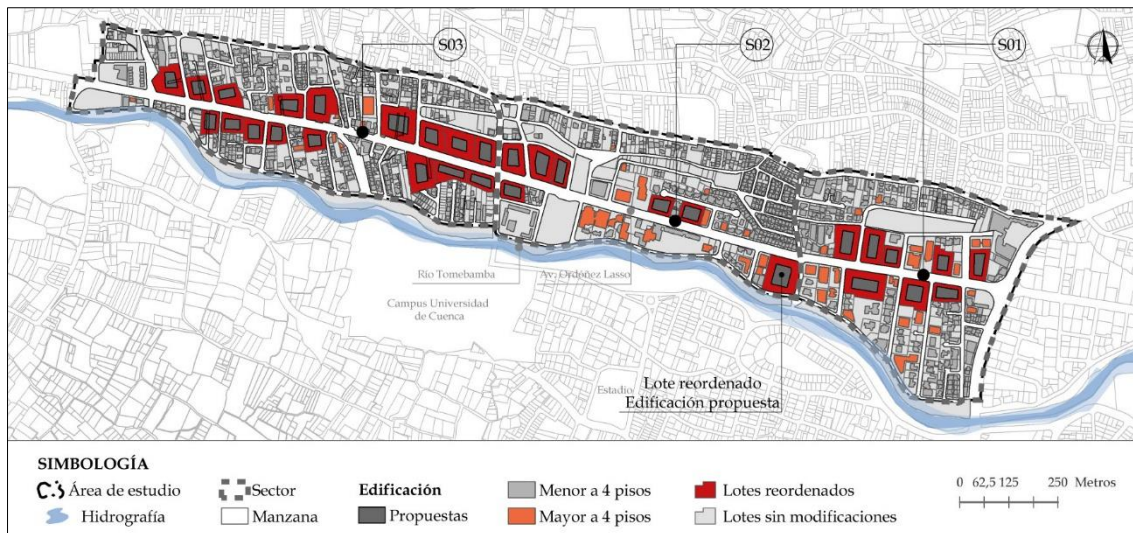 S03
S02
S01
Río Tomebamba
Av. Ordóñez Lasso
Campus Universidad
de Cuenca
Estadio
Lote reordenado
Edificación propuesta
SIMBOLOGÍA
Área de estudio
Sector
Edificación
Menor a 4 pisos
Lotes reordenados
0 62,5 125 250 Metros
Hidrografía
Manzana
Propuestas
Mayor a 4 pisos
Lotes sin modificaciones